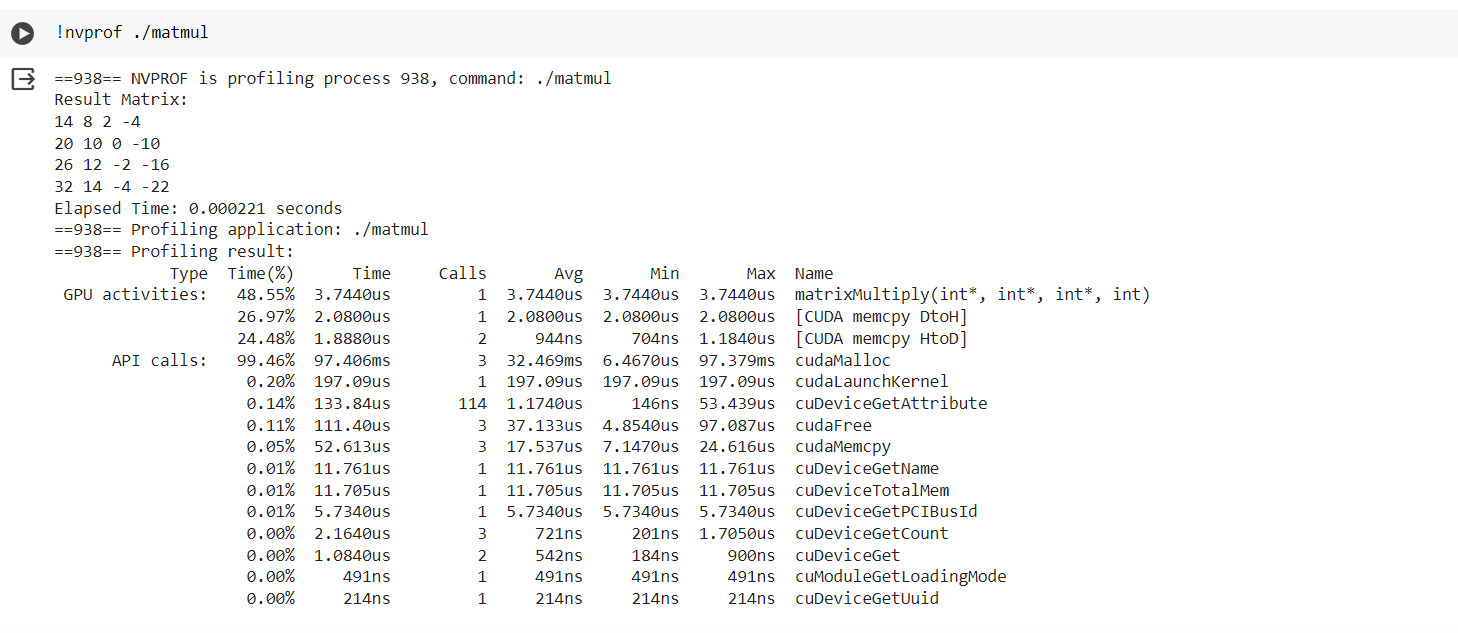 !nvprof ./matmul
==938== NVPROF is profiling process 938, command: ./matmul
Result Matrix:
14 8 2 -4
20 10 0 -10
26 12 -2 -16
32 14 -4 -22
Elapsed Time: 0.000221 seconds
==938== Profiling application: ./matmul
==938== Profiling result:
Type Time(%) Time Calls Avg Min Max Name
GPU activities: 48.55% 3.7440us 1 3.7440us 3.7440us 3.7440us matrixMultiply(int*, int*, int*, int)
26.97% 2.0800us 1 2.0800us 2.0800us 2.0800us [CUDA memcpy DtoH]
24.48% 1.8880us 2 944ns 704ns 1.1840us [CUDA memcpy HtoD]
API calls: 99.46% 97.406ms 3 32.469ms 6.4670us 97.379ms cudaMalloc
0.20% 197.09us 1 197.09us 197.09us 197.09us cudaLaunchKernel
0.14% 133.84us 114 1.1740us 146ns 53.439us cuDeviceGetAttribute
0.11% 111.40us 3 37.133us 4.8540us 97.087us cudaFree
0.05% 52.613us 3 17.537us 7.1470us 24.616us cudaMemcpy
0.01% 11.761us 1 11.761us 11.761us 11.761us cuDeviceGetName
0.01% 11.705us 1 11.705us 11.705us 11.705us cuDeviceTotalMem
0.01% 5.7340us 1 5.7340us 5.7340us 5.7340us cuDeviceGetPCIBusId
0.00% 2.1640us 3 721ns 201ns 1.7050us cuDeviceGetCount
0.00% 1.0840us 2 542ns 184ns 900ns cuDeviceGet
0.00% 491ns 1 491ns 491ns 491ns cuModuleGetLoadingMode
0.00% 214ns 1 214ns 214ns 214ns cuDeviceGetUuid